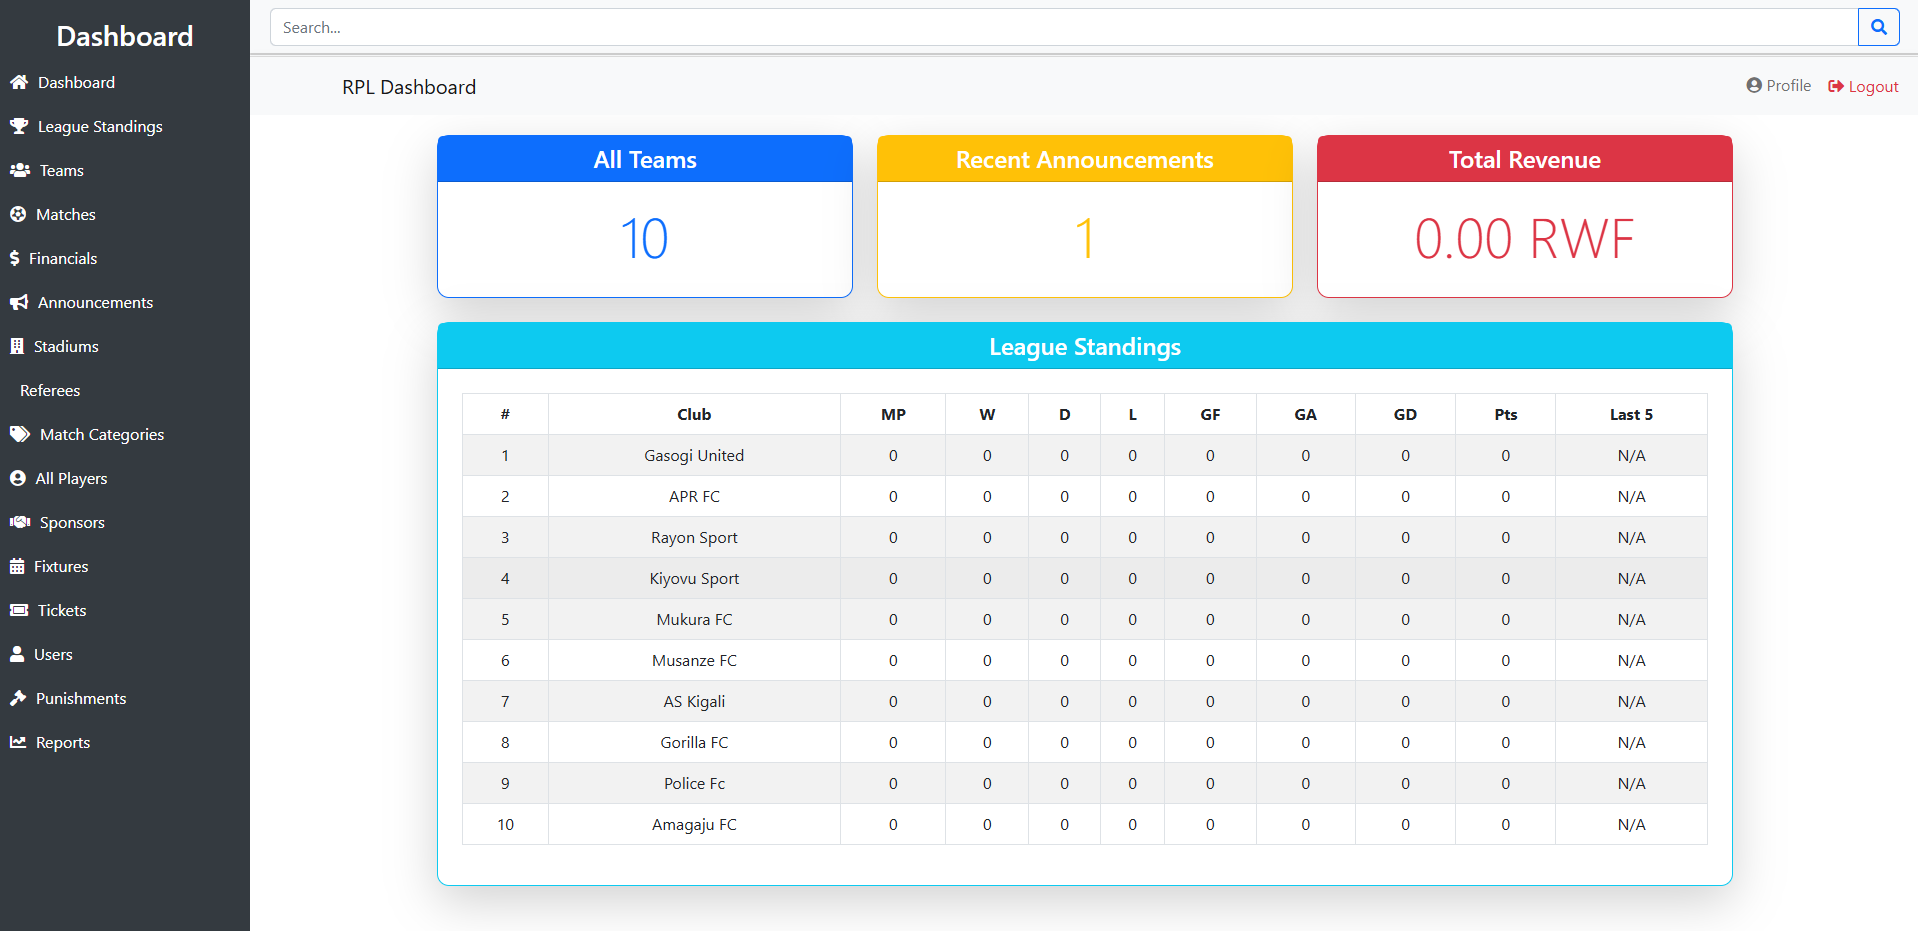 Dashboard
Dashboard
League Standings
Teams
Matches
Financials
Announcements
Stadiums
Referees
Match Categories
All Players
Sponsors
Fixtures
Tickets
Users
Punishments
Reports
Search...
RPL Dashboard
Profile
Logout
All Teams
10
Recent Announcements
1
Total Revenue
0.00 RWF
League Standings
# Club MP W D L GF GA GD Pts Last 5
1 Gasogi United 0 0 0 0 0 0 0 0 N/A
2 APR FC 0 0 0 0 0 0 0 0 N/A
3 Rayon Sport 0 0 0 0 0 0 0 0 N/A
4 Kiyovu Sport 0 0 0 0 0 0 0 0 N/A
5 Mukura FC 0 0 0 0 0 0 0 0 N/A
6 Musanze FC 0 0 0 0 0 0 0 0 N/A
7 AS Kigali 0 0 0 0 0 0 0 0 N/A
8 Gorilla FC 0 0 0 0 0 0 0 0 N/A
9 Police Fc 0 0 0 0 0 0 0 0 N/A
10 Amagaju FC 0 0 0 0 0 0 0 0 N/A